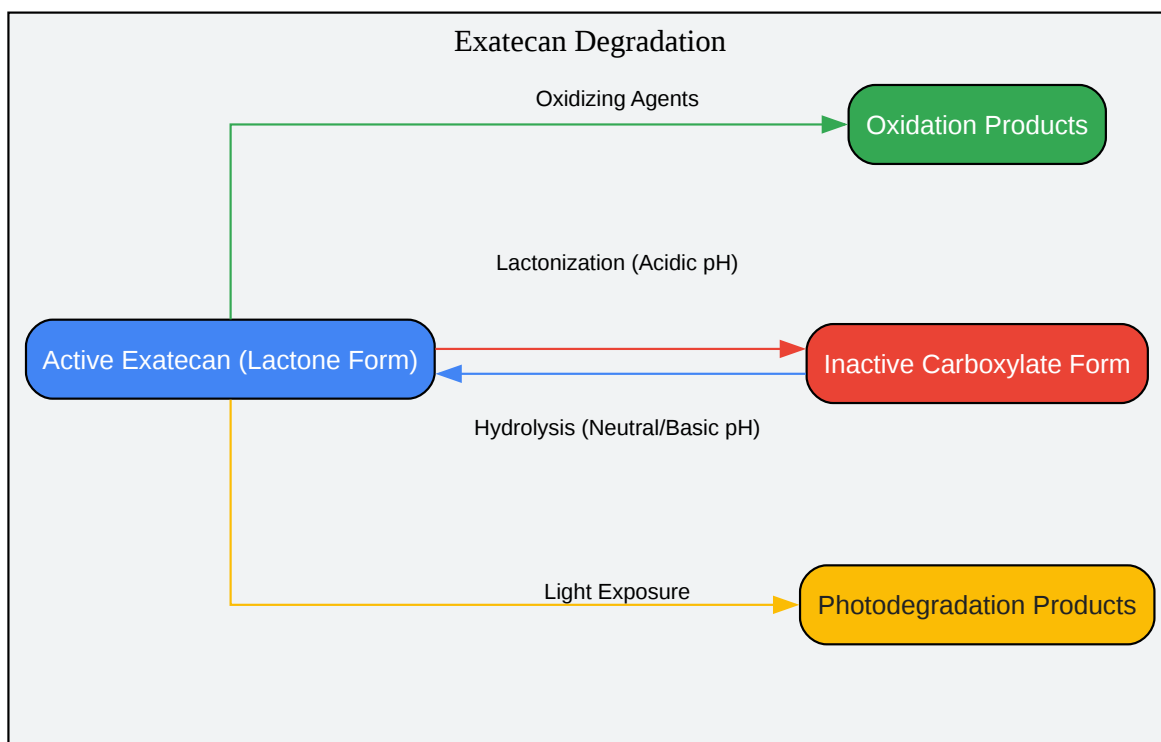 Exatecan Degradation
Oxidizing Agents
Oxidation Products
Lactonization (Acidic pH)
Active Exatecan (Lactone Form)
Inactive Carboxylate Form
Hydrolysis (Neutral/Basic pH)
Light Exposure
Photodegradation Products